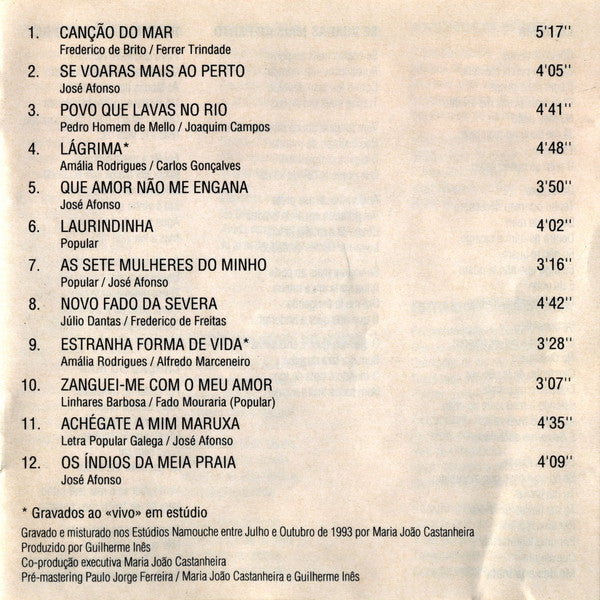 1. CANÇÃO DO MAR 5'17''
Frederico de Brito / Ferrer Trindade
2. SE VOARAS MAIS AO PERTO 4'05''
José Afonso
3. POVO QUE LAVAS NO RIO 4'41''
Pedro Homem de Mello / Joaquim Campos
4. LÁGRIMA* 4'48''
Amália Rodrigues / Carlos Gonçalves
5. QUE AMOR NÃO ME ENGANA 3'50''
José Afonso
6. LAURINDINHA 4'02''
Popular
7. AS SETE MULHERES DO MINHO 3'16''
Popular / José Afonso
8. NOVO FADO DA SEVERA 4'42''
Júlio Dantas / Frederico de Freitas
9. ESTRANHA FORMA DE VIDA* 3'28''
Amália Rodrigues / Alfredo Marceneiro
10. ZANGUEI-ME COM O MEU AMOR 3'07''
Linhares Barbosa / Fado Mouraria (Popular)
11. ACHÉGATE A MIM MARUXA 4'35''
Letra Popular Galega / José Afonso
12. OS ÍNDIOS DA MEIA PRAIA 4'09''
José Afonso
* Gravados ao «vivo» em estúdio
Gravado e misturado nos Estúdios Namouche entre Julho e Outubro de 1993 por Maria João Castanheira
Produzido por Guilherme Inês
Co-produção executiva Maria João Castanheira
Pré-mastering Paulo Jorge Ferreira / Maria João Castanheira e Guilherme Inês